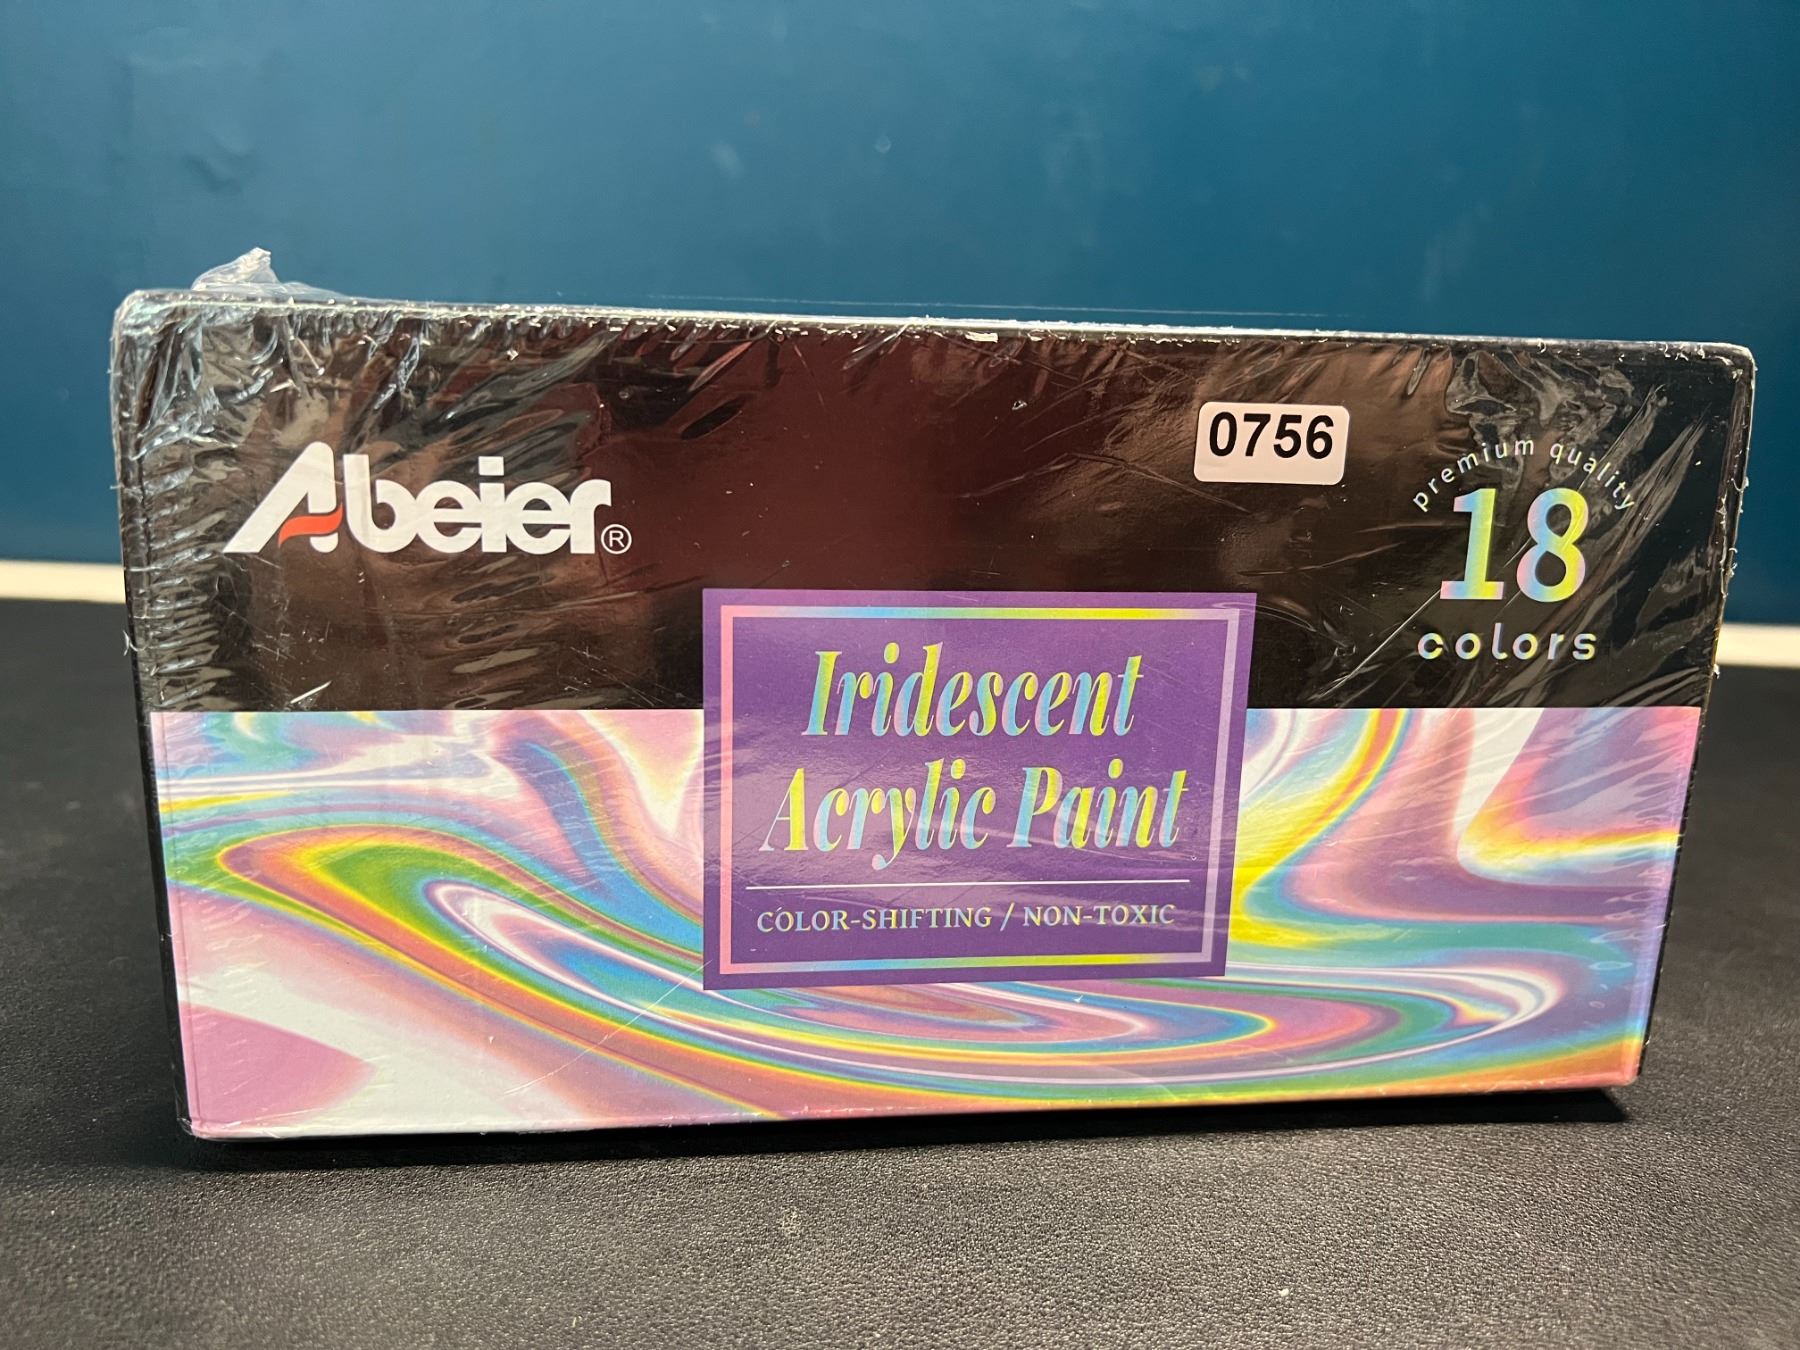 Abeier®
0756
premium quality
18
colors
Iridescent
Acrylic Paint
COLOR-SHIFTING / NON-TOXIC